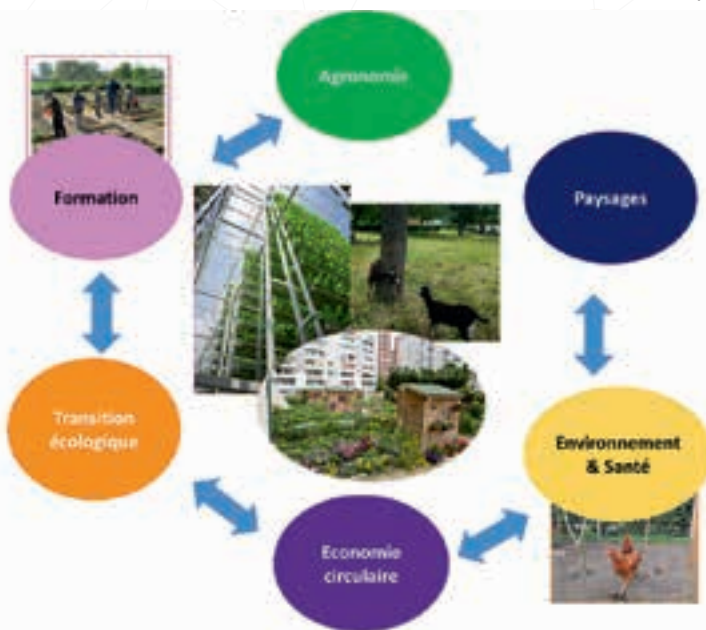 Agronomie
Formation
Paysages
Transition
écologique
Environnement
& Santé
Economie
circulaire